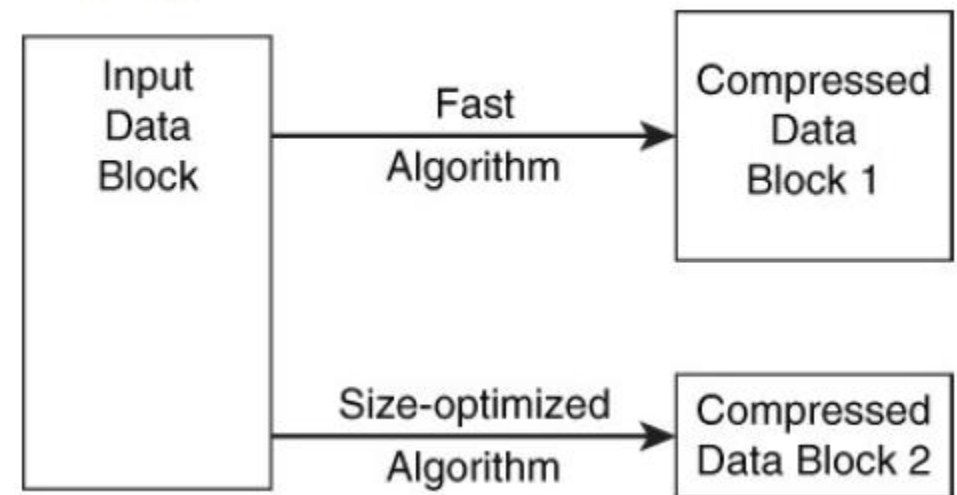 Input
Data
Block
Fast
Algorithm
Compressed
Data
Block 1
Size-optimized
Algorithm
Compressed
Data Block 2